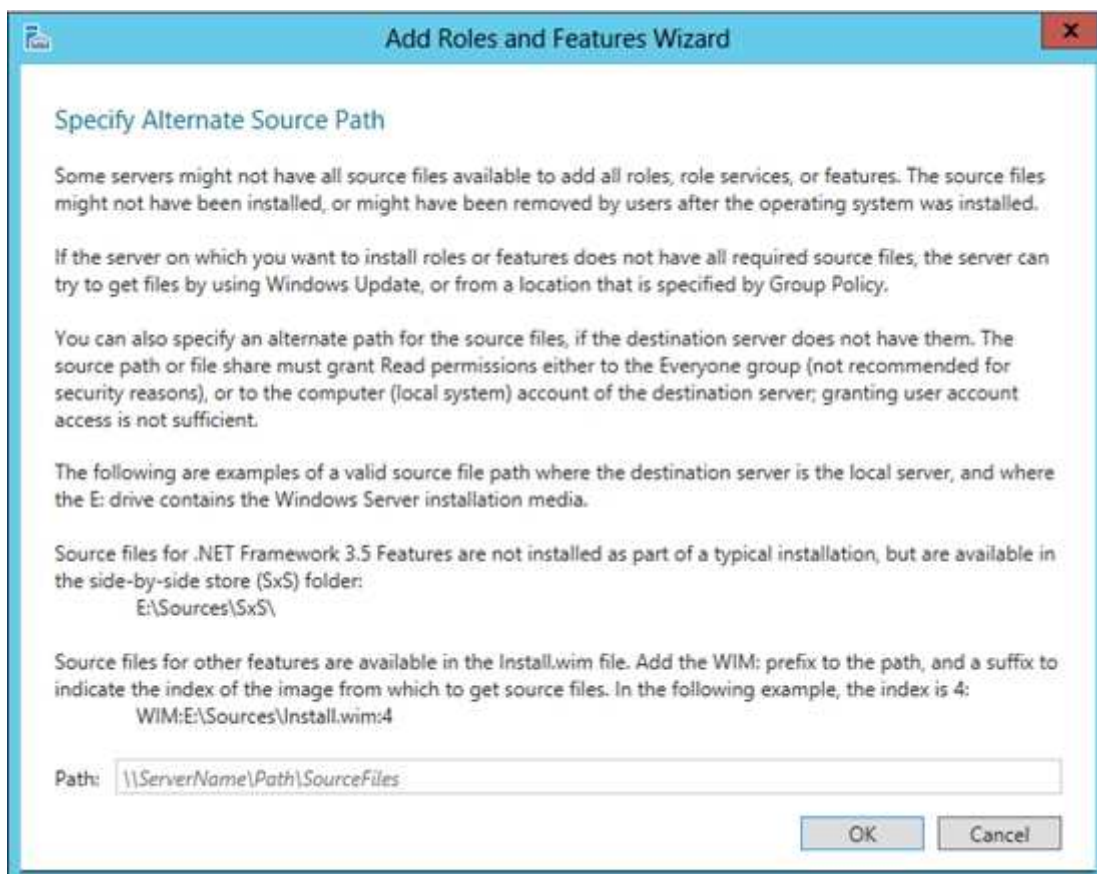 Add Roles and Features Wizard
x
Specify Alternate Source Path
Some servers might not have all source files available to add all roles, role services, or features. The source files
might not have been installed, or might have been removed by users after the operating system was installed.
If the server on which you want to install roles or features does not have all required source files, the server can
try to get files by using Windows Update, or from a location that is specified by Group Policy.
You can also specify an alternate path for the source files, if the destination server does not have them. The
source path or file share must grant Read permissions either to the Everyone group (not recommended for
security reasons), or to the computer (local system) account of the destination server; granting user account
access is not sufficient.
The following are examples of a valid source file path where the destination server is the local server, and where
the E: drive contains the Windows Server installation media.
Source files for .NET Framework 3.5 Features are not installed as part of a typical installation, but are available in
the side-by-side store (SxS) folder:
E:\Sources\SxS\
Source files for other features are available in the Install.wim file. Add the WIM: prefix to the path, and a suffix to
indicate the index of the image from which to get source files. In the following example, the index is 4:
WIM:E:\Sources\Install.wim:4
Path: \\ServerName\Path\SourceFiles
OK Cancel